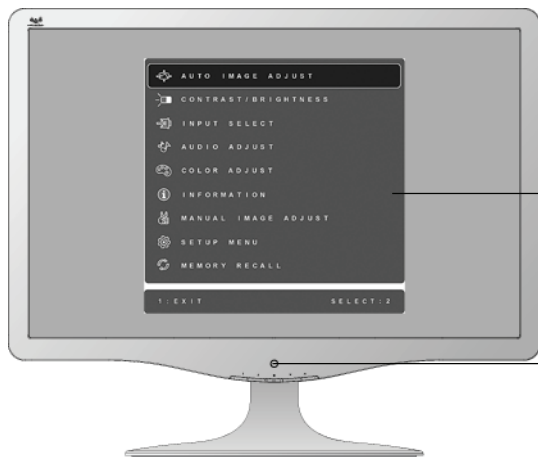 AUTO IMAGE ADJUST
CONTRAST/BRIGHTNESS
INPUT SELECT
AUDIO ADJUST
COLOR ADJUST
INFORMATION
MANUAL IMAGE ADJUST
SETUP MENU
MEMORY RECALL
1:EXIT SELECT:2